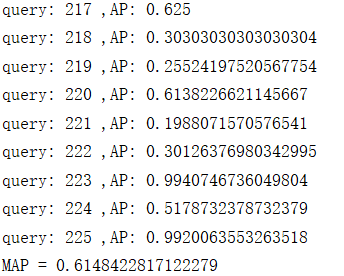 query: 217 ,AP: 0.625
query: 218 ,AP: 0.30303030303030304
query: 219 ,AP: 0.25524197520567754
query: 220 ,AP: 0.6138226621145667
query: 221 ,AP: 0.1988071570576541
query: 222 ,AP: 0.30126376980342995
query: 223 ,AP: 0.9940746736049804
query: 224 ,AP: 0.5178732378732379
query: 225 ,AP: 0.9920063553263518
MAP = 0.6148422817122279